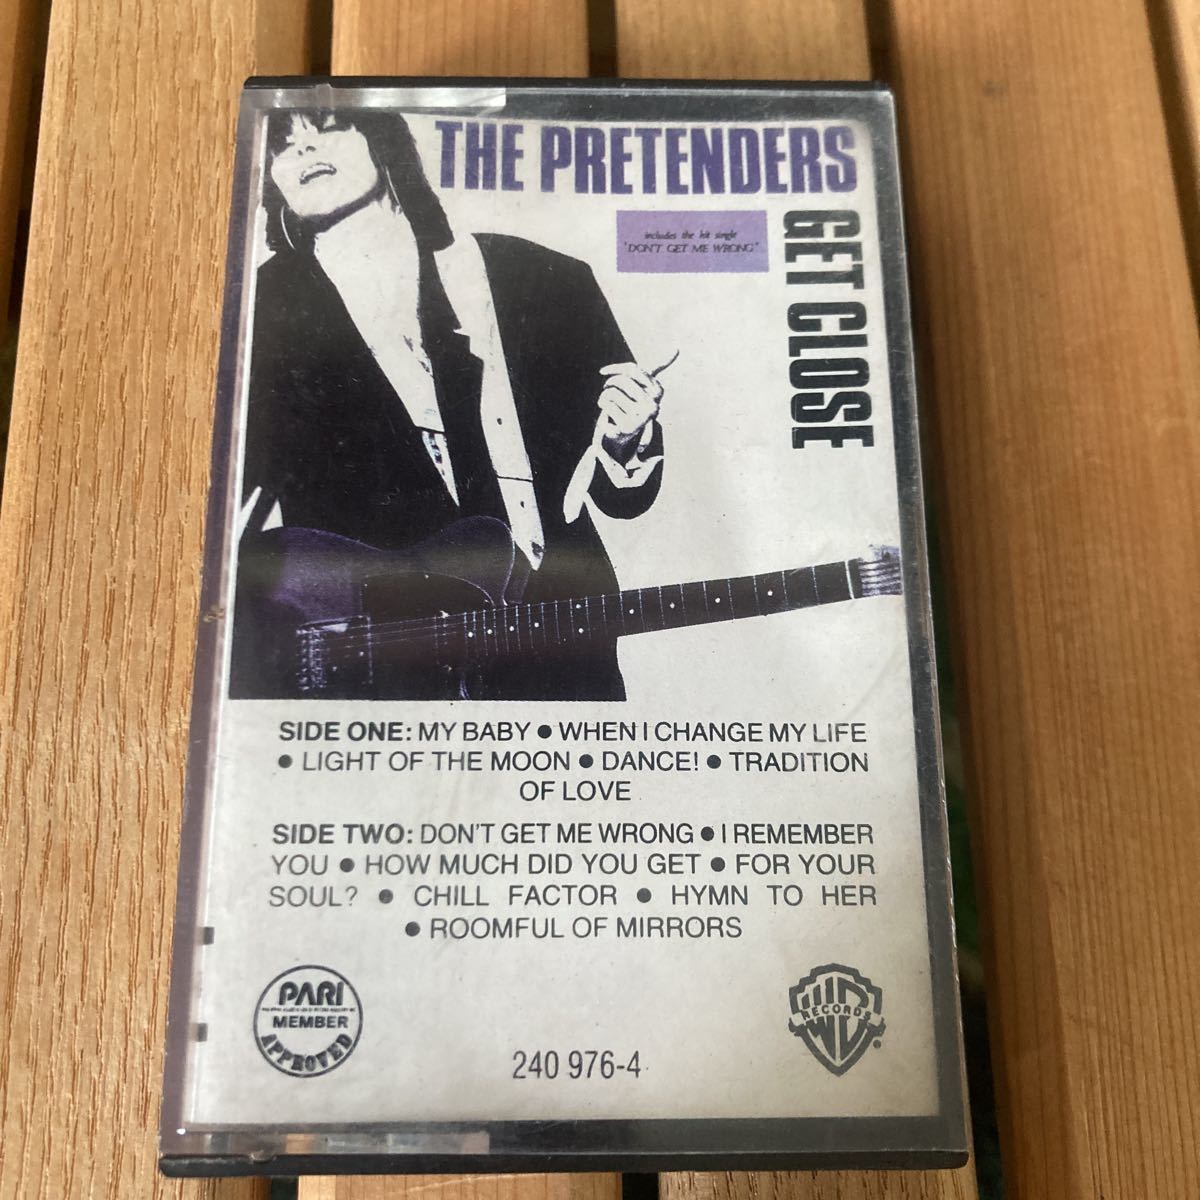 THE PRETENDERS
GET CLOSE
includes the hit single
"DON'T GET ME WRONG"
SIDE ONE: MY BABY • WHEN I CHANGE MY LIFE
• LIGHT OF THE MOON • DANCE! • TRADITION
OF LOVE
SIDE TWO: DON'T GET ME WRONG • I REMEMBER
YOU • HOW MUCH DID YOU GET • FOR YOUR
SOUL? • CHILL FACTOR • HYMN TO HER
• ROOMFUL OF MIRRORS
PARI
MEMBER
APPROVED
240 976-4
WB
RECORDS
®